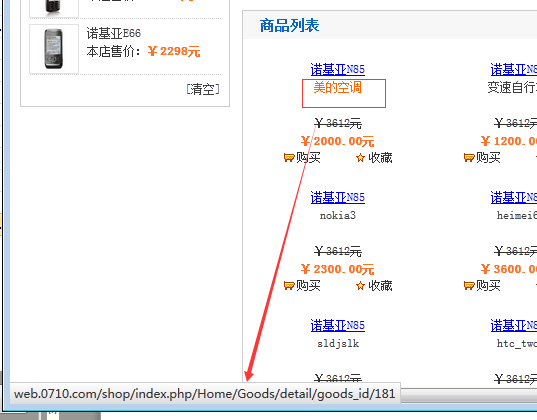 诺基亚E66
本店售价：￥2298元
[清空]
商品列表
诺基亚N85
美的空调
￥3612元
￥2000.00元
购买 收藏
诺基亚N85
nokia3
￥3612元
￥2300.00元
购买 收藏
诺基亚N85
sldjslk
￥3612元
诺基亚N8
变速自行
￥3612元
￥1200.0
购买
诺基亚N8
heimei6
￥3612元
￥3600.0
购买
诺基亚N8
htc_two
￥3612元
web.0710.com/shop/index.php/Home/Goods/detail/goods_id/181